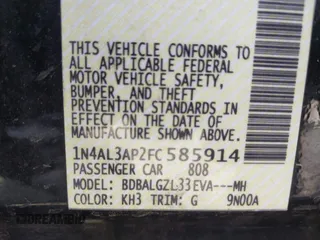 THIS VEHICLE CONFORMS TO
ALL APPLICABLE FEDERAL
MOTOR VEHICLE SAFETY,
BUMPER, AND THEFT
PREVENTION STANDARDS IN
EFFECT ON THE DATE OF
MANUFACTURE SHOWN ABOVE.
1N4AL3AP2FC585914
PASSENGER CAR 808
MODEL: BDBALGZL33EVA---MH
COLOR: KH3 TRIM: G 9N00A